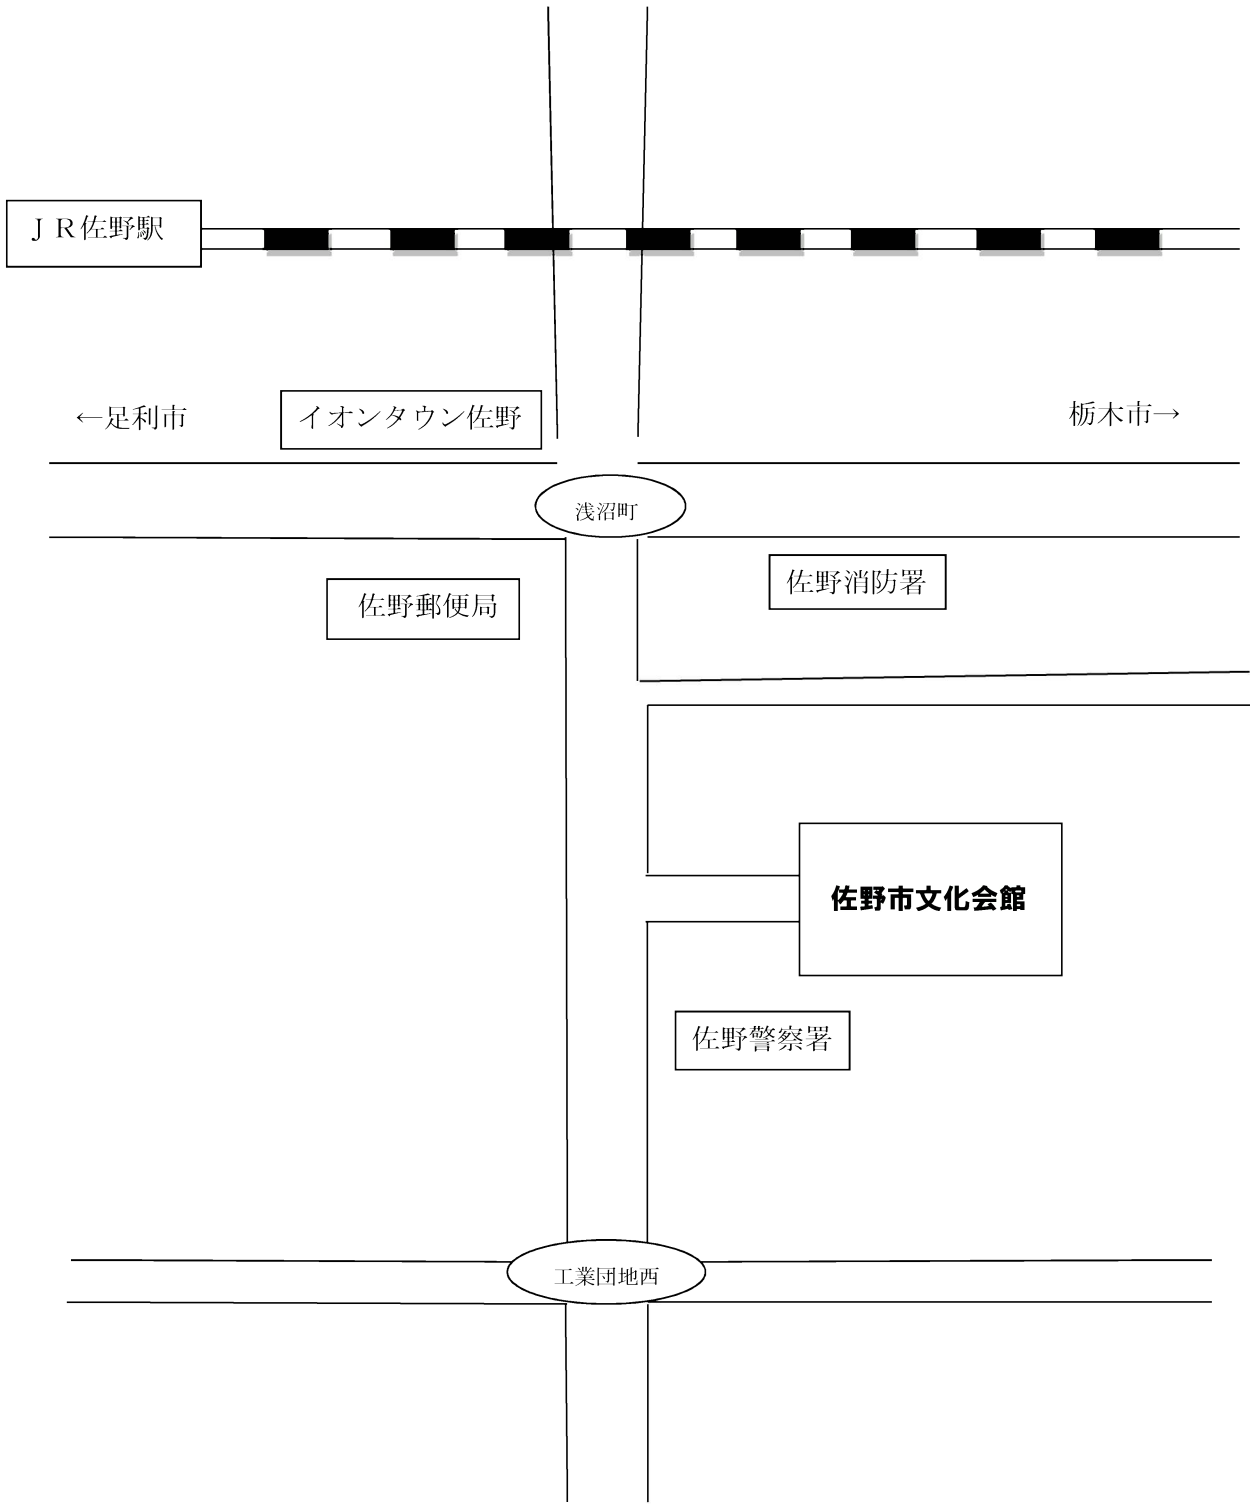 ＪＲ佐野駅
←足利市
イオンタウン佐野
栃木市→
浅沼町
佐野消防署
佐野郵便局
佐野市文化会館
佐野警察署
工業団地西